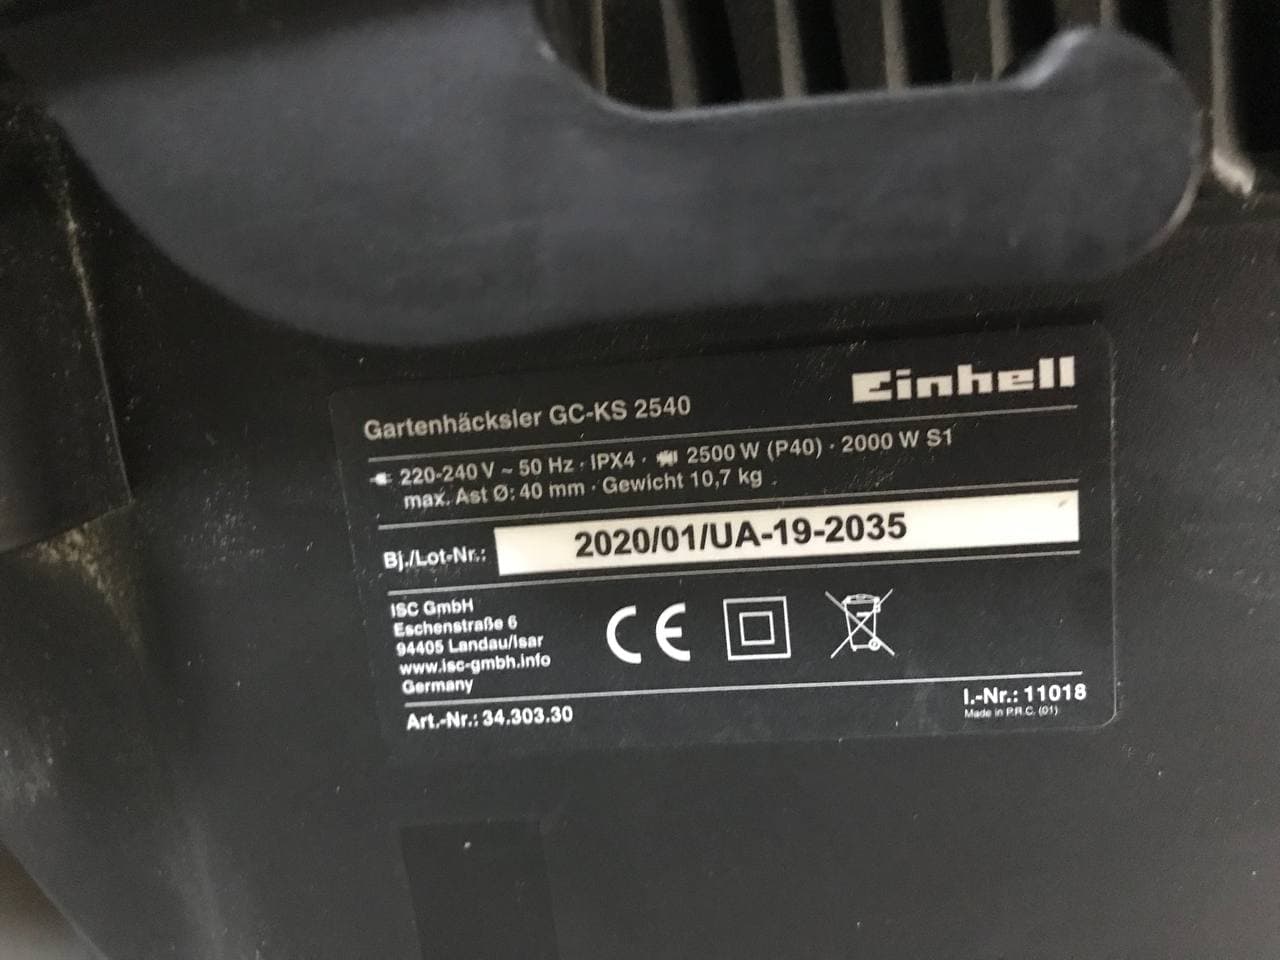 Einhell
Gartenhäcksler GC-KS 2540
220-240 V ~ 50 Hz · IPX4 · 2500 W (P40) · 2000 W S1
max. Ast Ø: 40 mm · Gewicht 10,7 kg
Bj./Lot-Nr.: 2020/01/UA-19-2035
ISC GmbH
Eschenstraße 6
94405 Landau/Isar
www.isc-gmbh.info
Germany
CE
Art.-Nr.: 34.303.30
I.-Nr.: 11018
Made in P.R.C. (01)